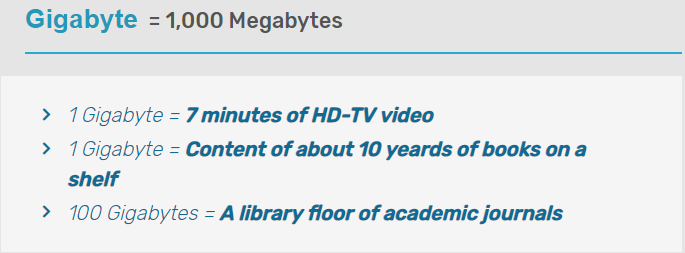 Gigabyte = 1,000 Megabytes
1 Gigabyte = 7 minutes of HD-TV video
1 Gigabyte = Content of about 10 yeards of books on a
shelf
100 Gigabytes = A library floor of academic journals